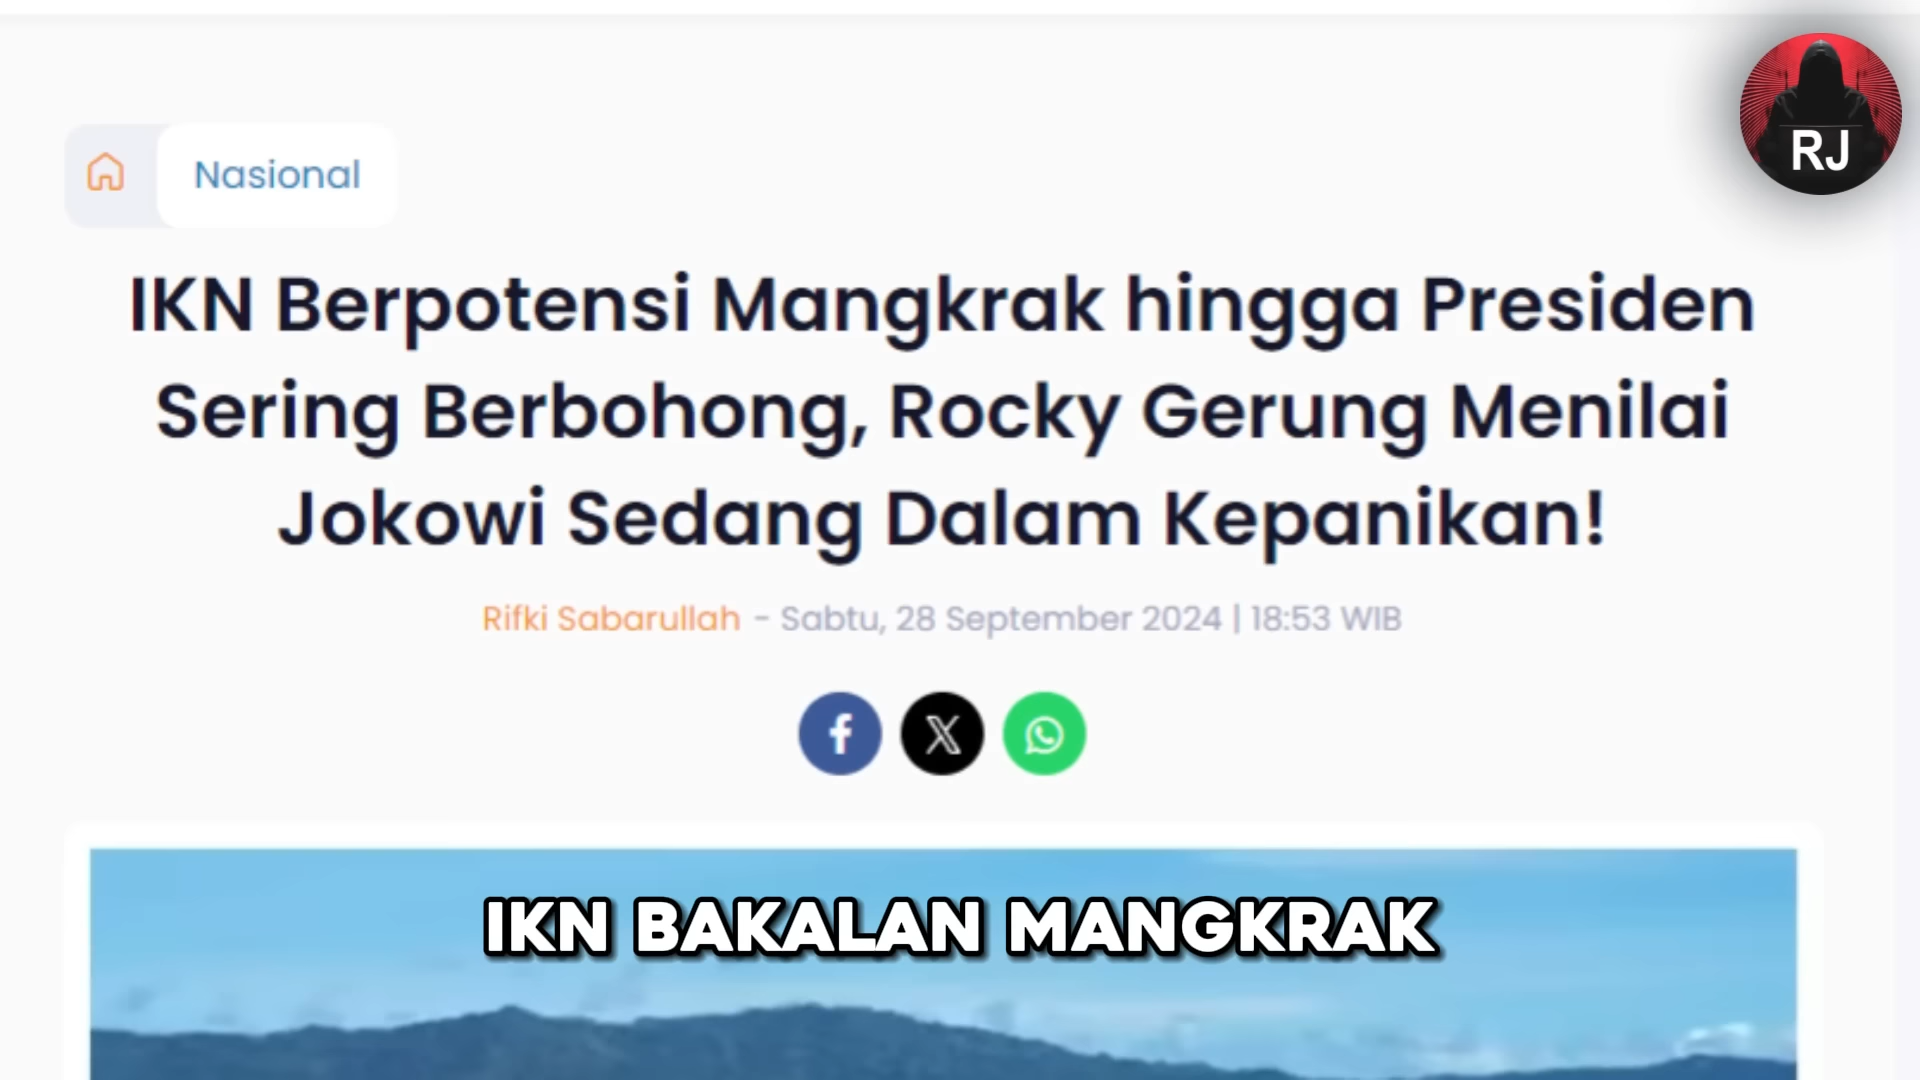 RJ
Nasional
IKN Berpotensi Mangkrak hingga Presiden
Sering Berbohong, Rocky Gerung Menilai
Jokowi Sedang Dalam Kepanikan!
Rifki Sabarullah - Sabtu, 28 September 2024 | 18:53 WIB
IKN BAKALAN MANGKRAK